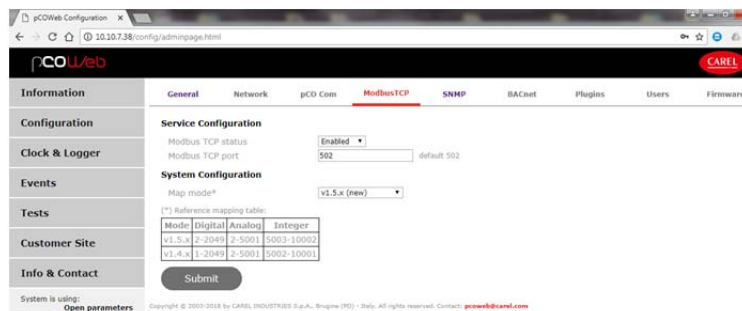 pCOWeb Configuration
10.10.7.38/config/adminpage.html
pCOWeb
CAREL
Information
General Network pCO Com ModbusTCP SNMP BACnet Plugins Users Firmware
Configuration
Service Configuration
Modbus TCP status Enabled
Clock & Logger
Modbus TCP port 502 default 502
System Configuration
Events
Map mode* v1.5.x (new)
Tests
(*) Reference mapping table:
Mode Digital Analog Integer
v1.5.x 2-2049 2-5001 5003-10002
Customer Site
v1.4.x 1-2049 2-5001 5002-10001
Info & Contact
Submit
System is using:
Open parameters
Copyright © 2003-2018 by CAREL INDUSTRIES S.p.A., Brugine (PD) - Italy. All rights reserved. Contact: pcoweb@carel.com